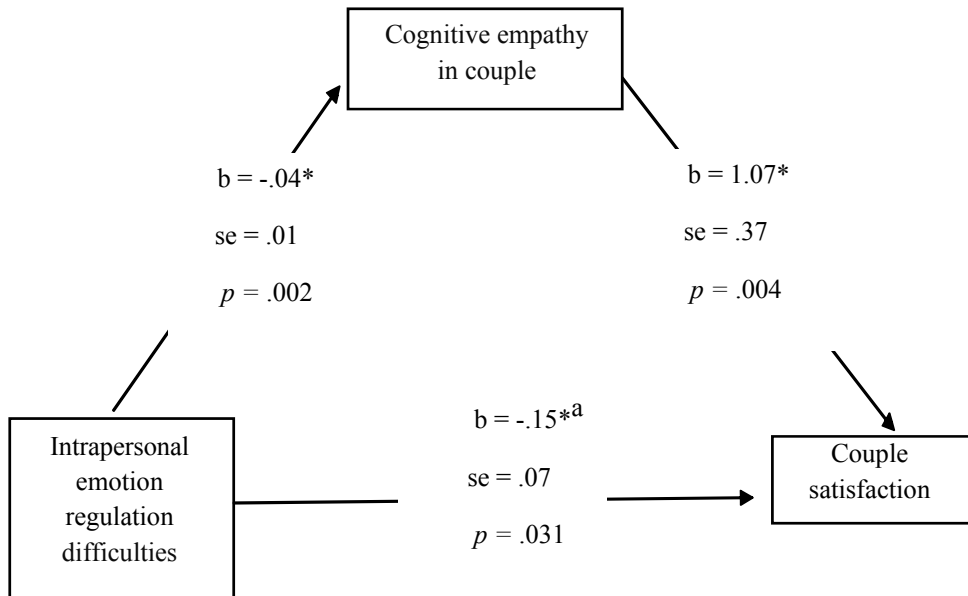 Cognitive empathy
in couple
b = -.04*
se = .01
p = .002
b = 1.07*
se = .37
p = .004
Intrapersonal
emotion
regulation
difficulties
b = -.15*a
se = .07
p = .031
Couple
satisfaction